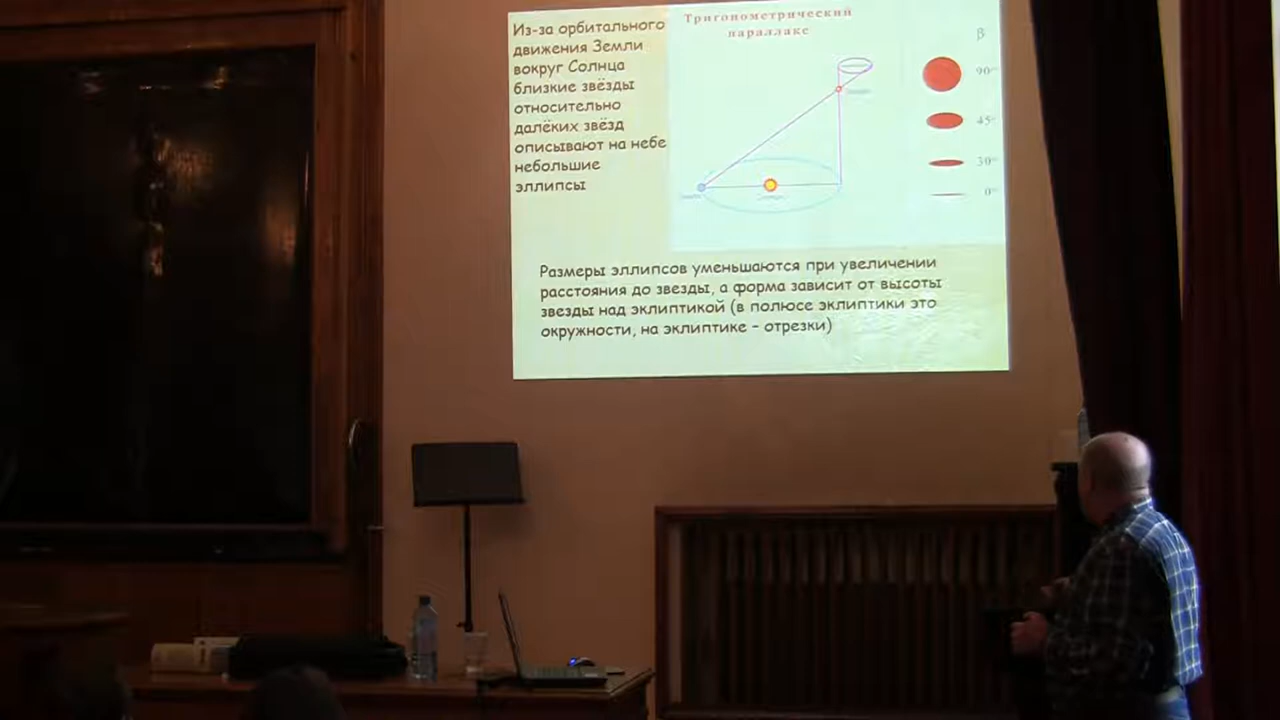 Из-за орбитального
движения Земли
вокруг Солнца
близкие звёзды
относительно
далёких звёзд
описывают на небе
небольшие
эллипсы
Тригонометрический
параллакс
β
90°
45°
30°
0°
Размеры эллипсов уменьшаются при увеличении
расстояния до звезды, а форма зависит от высоты
звезды над эклиптикой (в полюсе эклиптики это
окружности, на эклиптике – отрезки)